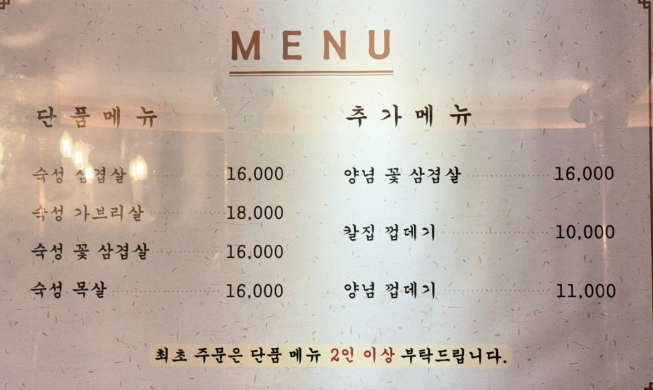 MENU
단품메뉴
숙성 삼겹살 16,000
숙성 가브리살 18,000
숙성 꽃 삼겹살 16,000
숙성 목살 16,000
추가메뉴
양념 꽃 삼겹살 16,000
칼집 껍데기 10,000
양념 껍데기 11,000
최초 주문은 단품 메뉴 2인 이상 부탁드립니다.